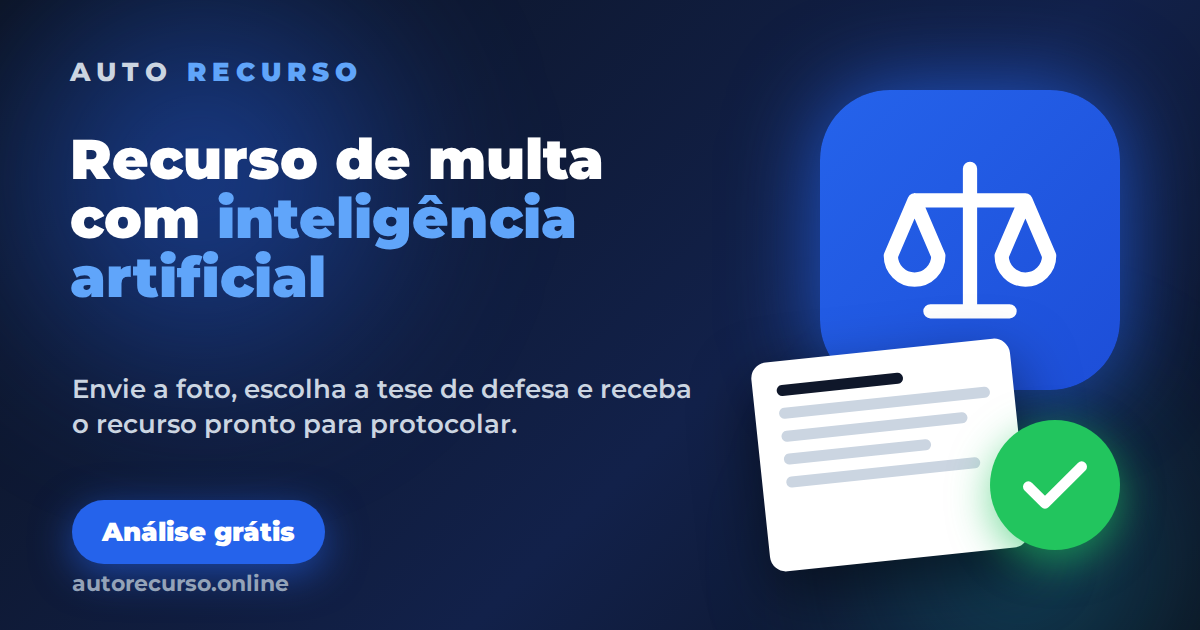 AUTO RECURSO
Recurso de multa
com inteligência
artificial
Envie a foto, escolha a tese de defesa e receba
o recurso pronto para protocolar.
Análise grátis
autorecurso.online